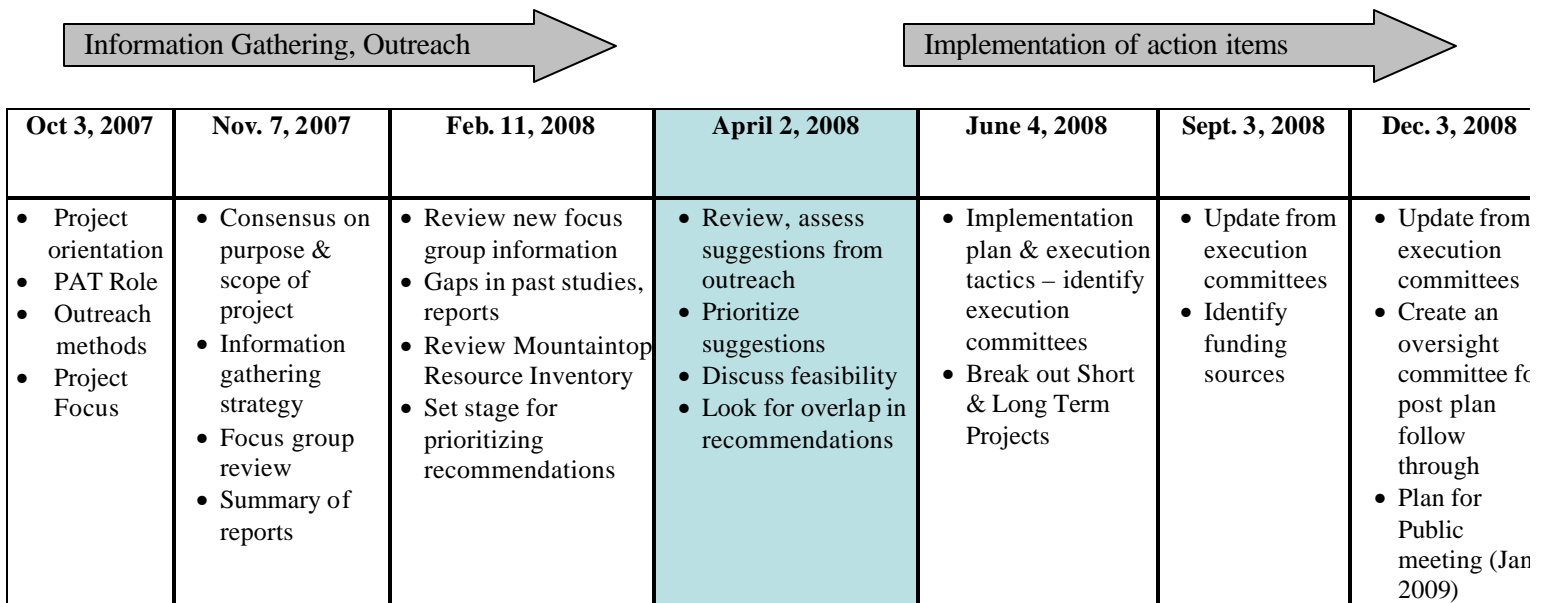 Information Gathering, Outreach
Implementation of action items
Oct 3, 2007
• Project
orientation
• PAT Role
• Outreach
methods
• Project
Focus
Nov. 7, 2007
• Consensus on
purpose &
scope of
project
• Information
gathering
strategy
• Focus group
review
• Summary of
reports
Feb. 11, 2008
• Review new focus
group information
• Gaps in past studies,
reports
• Review Mountaintop
Resource Inventory
• Set stage for
prioritizing
recommendations
April 2, 2008
• Review, assess
suggestions from
outreach
• Prioritize
suggestions
• Discuss feasibility
• Look for overlap in
recommendations
June 4, 2008
• Implementation
plan & execution
tactics – identify
execution
committees
• Break out Short
& Long Term
Projects
Sept. 3, 2008
• Update from
execution
committees
• Identify
funding
sources
Dec. 3, 2008
• Update from
execution
committees
• Create an
oversight
committee fo
post plan
follow
through
• Plan for
Public
meeting (Jan
2009)